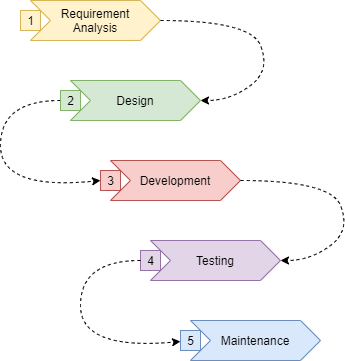 1
Requirement
Analysis
2
Design
3
Development
4
Testing
5
Maintenance